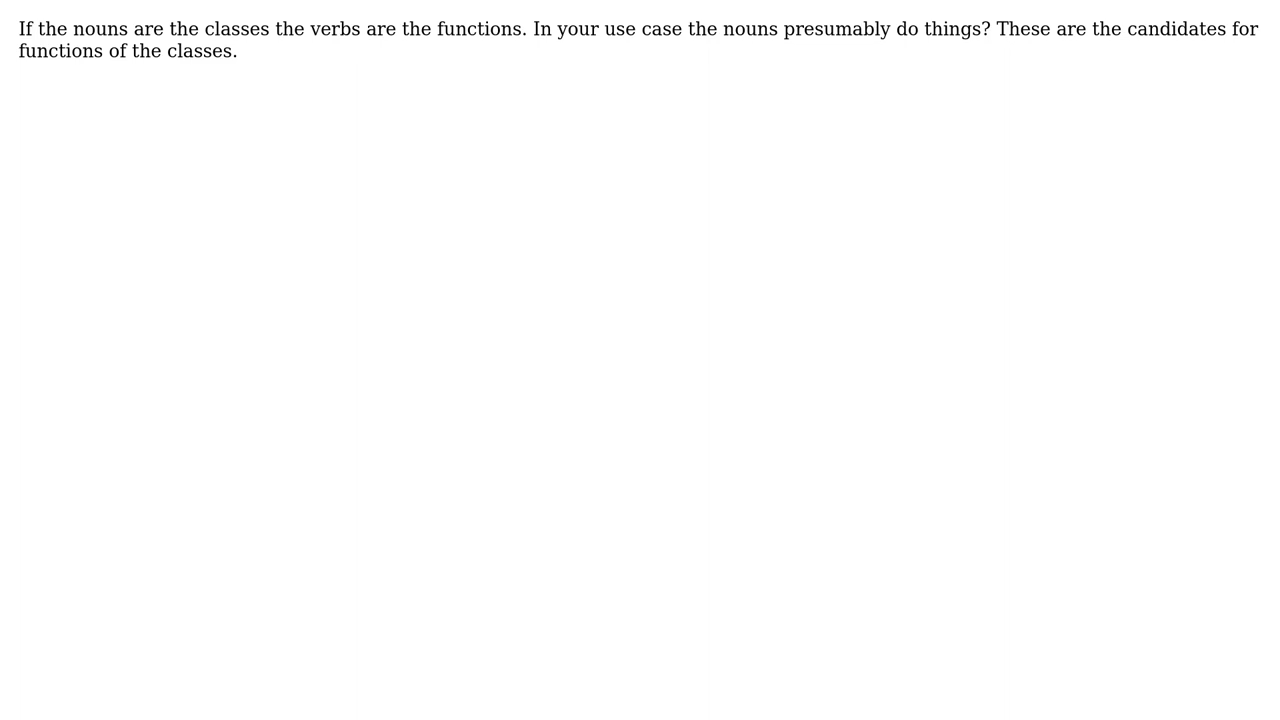 If the nouns are the classes the verbs are the functions. In your use case the nouns presumably do things? These are the candidates for
functions of the classes.